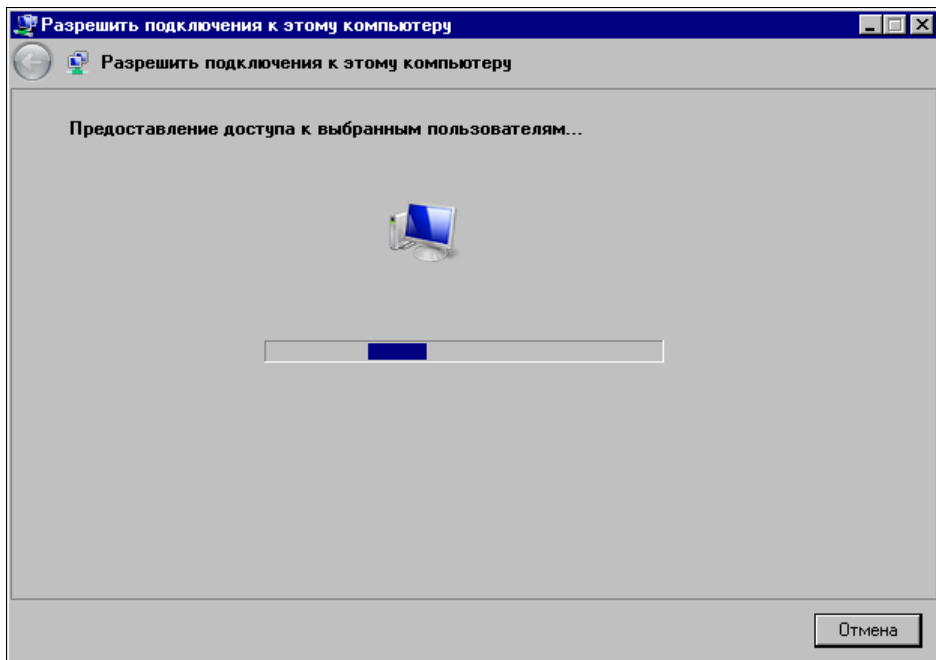 Разрешить подключения к этому компьютеру
Разрешить подключения к этому компьютеру
Предоставление доступа к выбранным пользователям...
Отмена